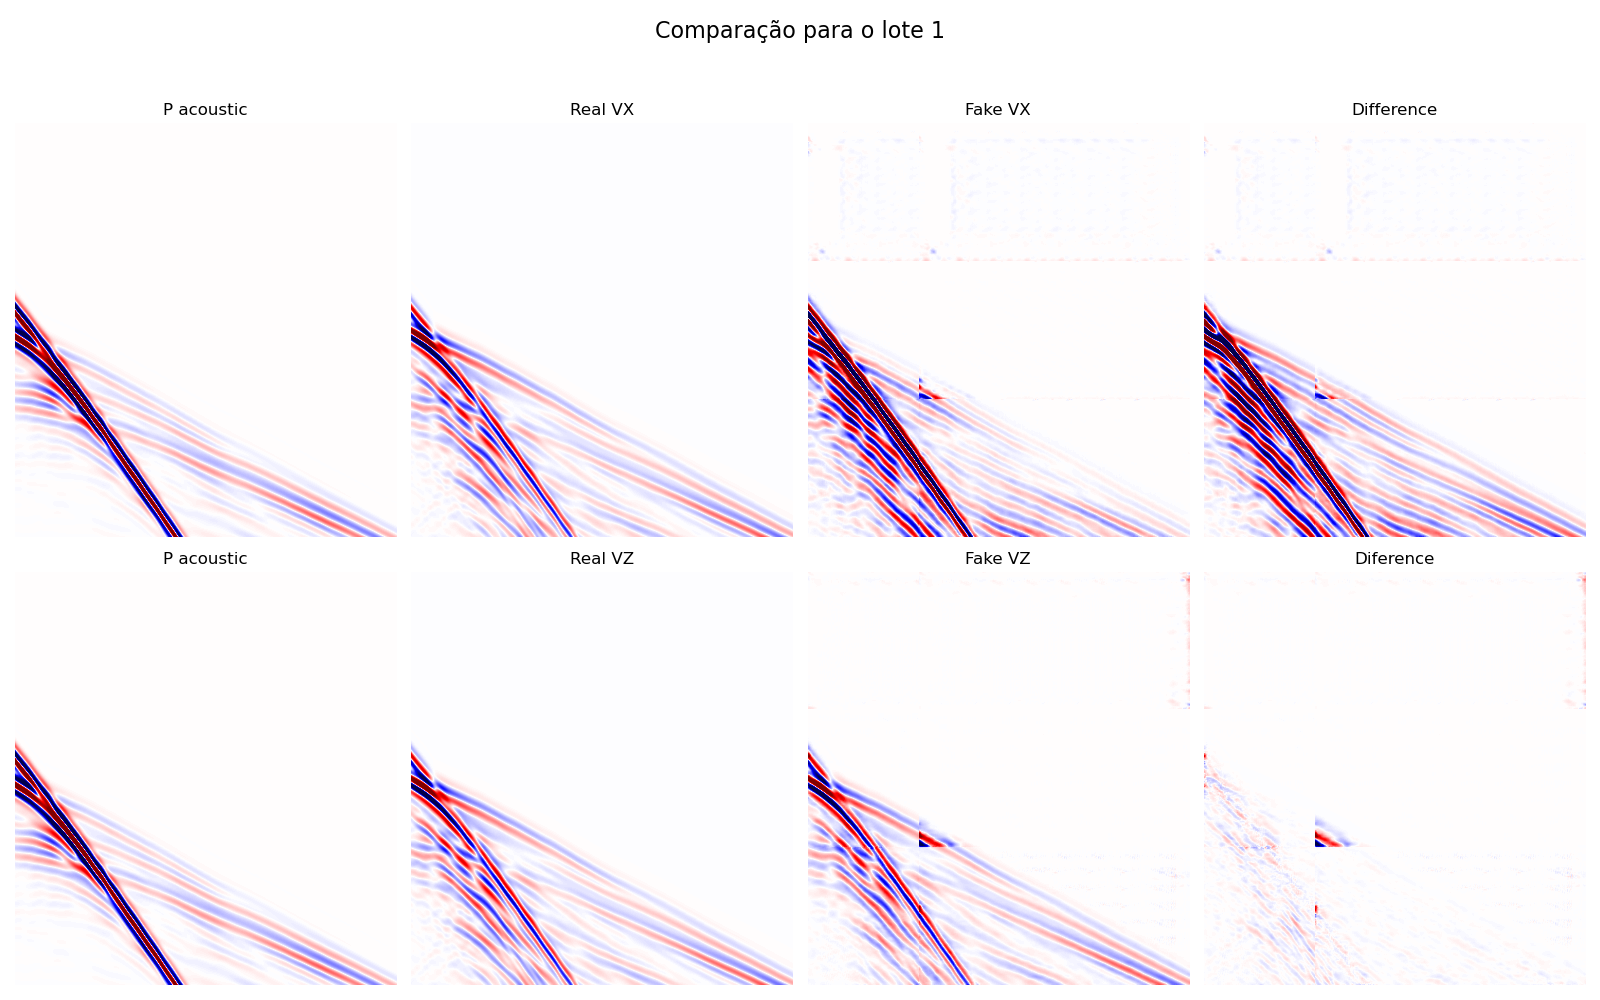 Comparação para o lote 1
P acoustic
Real VX
Fake VX
Difference
P acoustic
Real VZ
Fake VZ
Diference